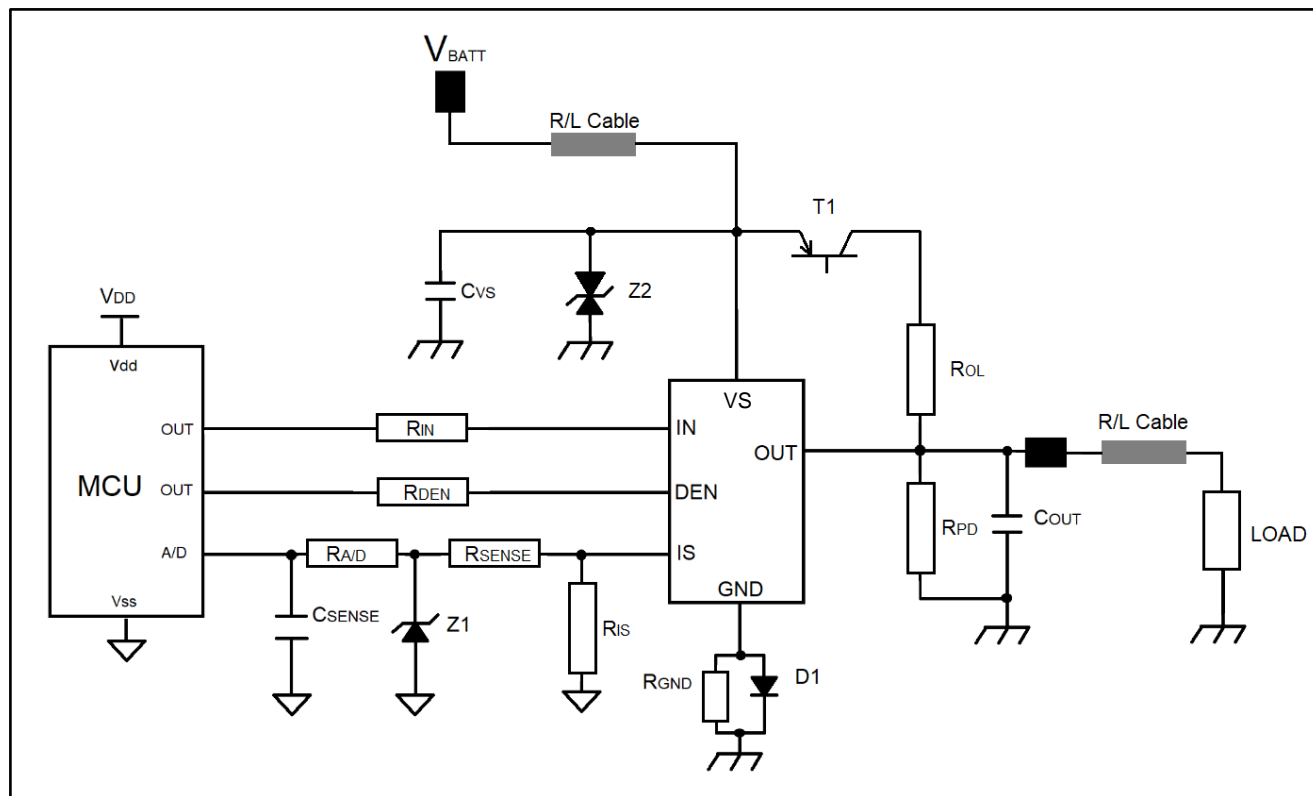 VBATT
R/L Cable
T1
CVS
Z2
VDD
Vdd
ROL
VS
R/L Cable
OUT
RIN
IN
OUT
MCU
OUT
RDEN
DEN
RPD
COUT
LOAD
A/D
RA/D
RSENSE
IS
Vss
CSENSE
Z1
RIS
GND
RGND
D1